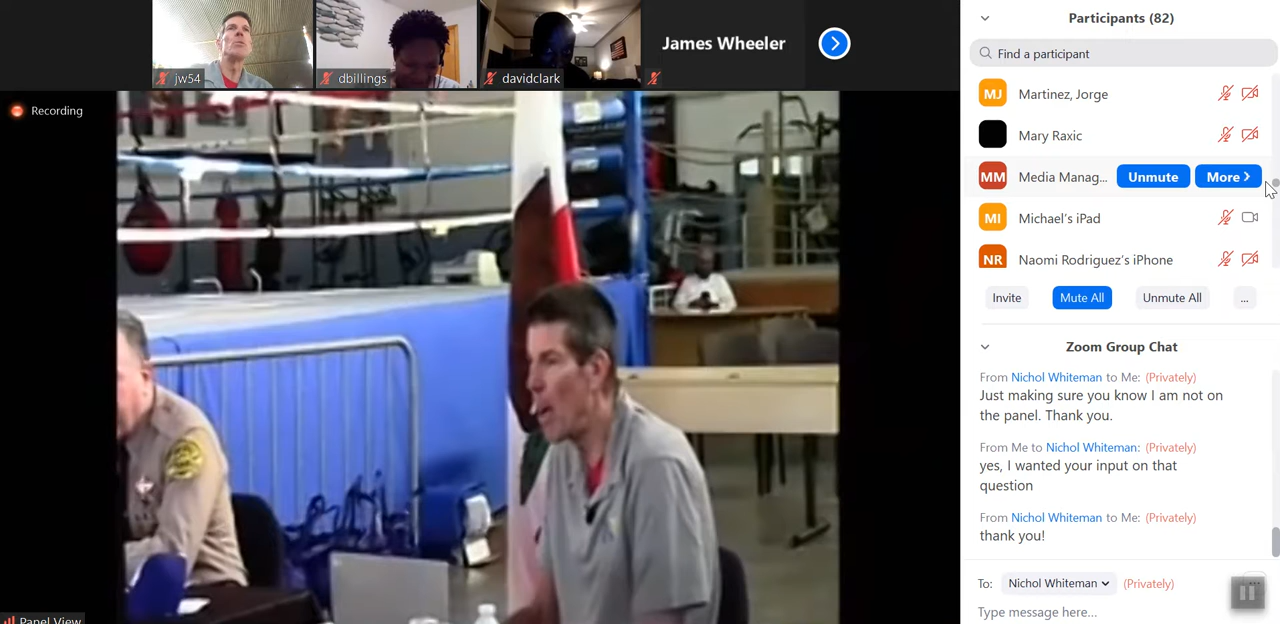 James Wheeler
jw54
dbillings
davidclark
Recording
Panel View
Participants (82)
Find a participant
MJ Martinez, Jorge
Mary Raxic
MM Media Manag... Unmute More
MI Michael's iPad
NR Naomi Rodriguez's iPhone
Invite Mute All Unmute All ...
Zoom Group Chat
From Nichol Whiteman to Me: (Privately)
Just making sure you know I am not on
the panel. Thank you.
From Me to Nichol Whiteman: (Privately)
yes, I wanted your input on that
question
From Nichol Whiteman to Me: (Privately)
thank you!
To: Nichol Whiteman (Privately)
Type message here...